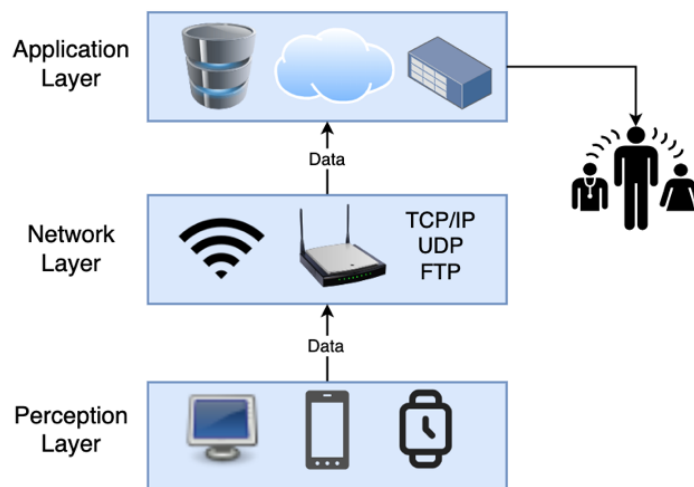 Application
Layer
Data
Network
Layer
TCP/IP
UDP
FTP
Data
Perception
Layer